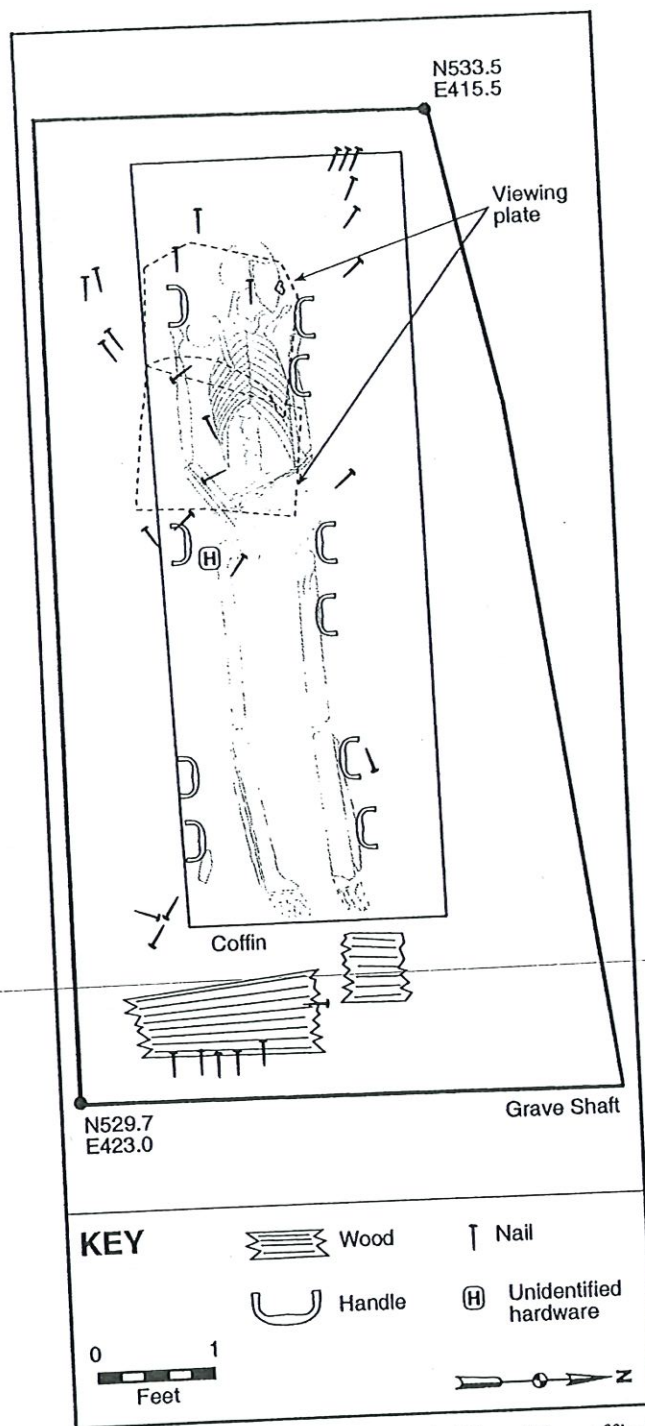 N533.5
E415.5
Viewing
plate
H
Coffin
N529.7
E423.0
Grave Shaft
KEY
Wood
Nail
Handle
H
Unidentified
hardware
0
1
Feet
N